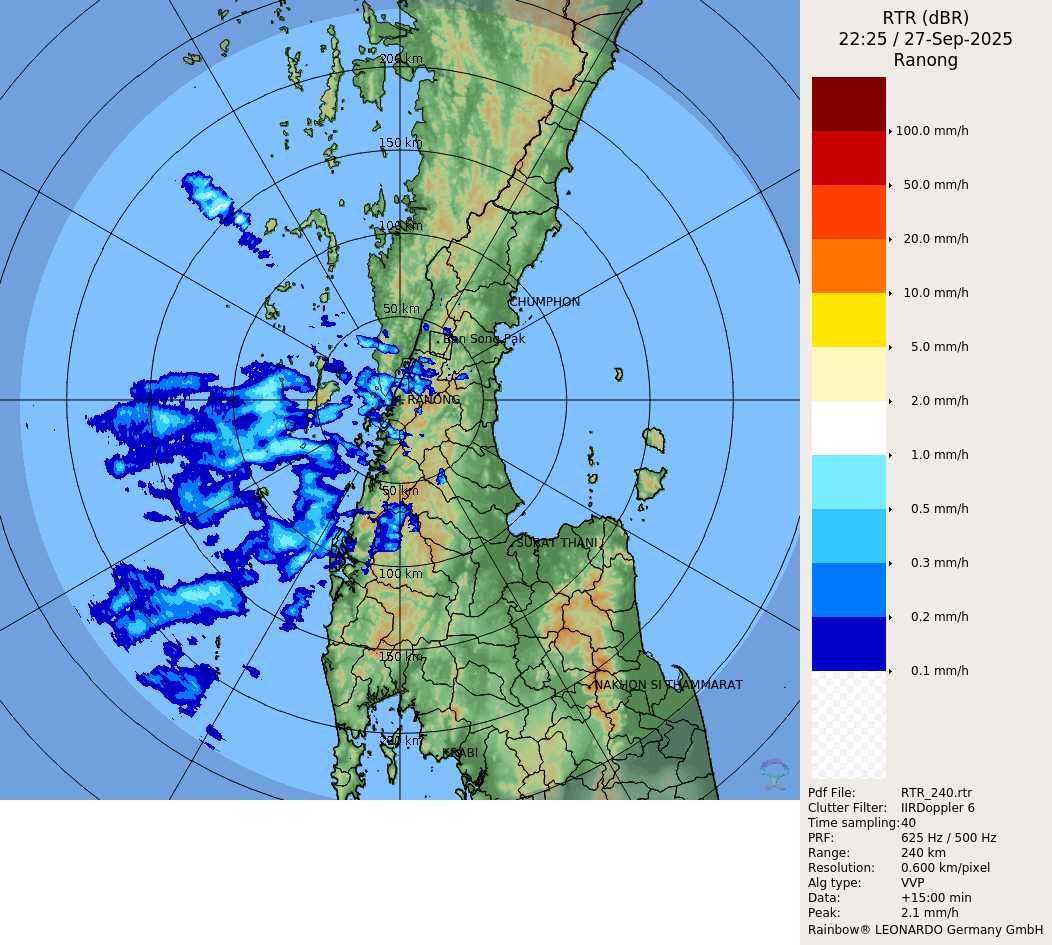 RTR (dBR)
22:25 / 27-Sep-2025
Ranong
200 km
150 km
100 km
50 km
CHUMPHON
Ban Song Pak
RANONG
50 km
SURAT THANI
100 km
150 km
NAKHON SI THAMMARAT
200 km
KRABI
100.0 mm/h
50.0 mm/h
20.0 mm/h
10.0 mm/h
5.0 mm/h
2.0 mm/h
1.0 mm/h
0.5 mm/h
0.3 mm/h
0.2 mm/h
0.1 mm/h
Pdf File: RTR_240.rtr
Clutter Filter: IIRDoppler 6
Time sampling:40
PRF: 625 Hz / 500 Hz
Range: 240 km
Resolution: 0.600 km/pixel
Alg type: VVP
Data: +15:00 min
Peak: 2.1 mm/h
Rainbow® LEONARDO Germany GmbH